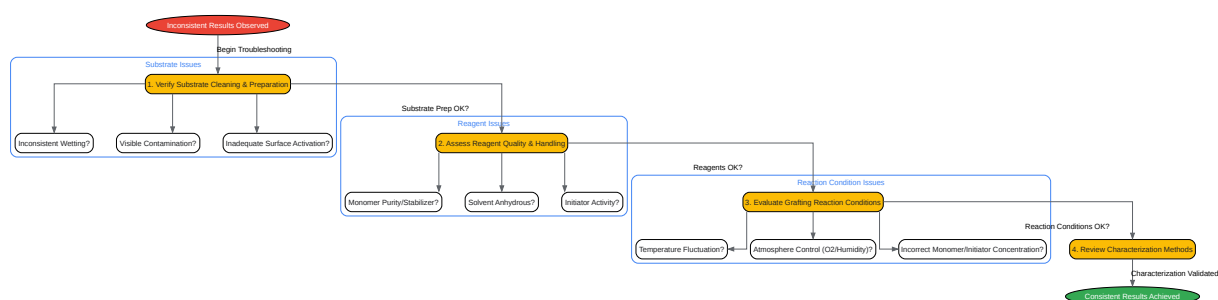 Inconsistent Results Observed
Begin Troubleshooting
Substrate Issues
1. Verify Substrate Cleaning & Preparation
Inconsistent Wetting?
Visible Contamination?
Inadequate Surface Activation?
Substrate Prep OK?
Reagent Issues
2. Assess Reagent Quality & Handling
Monomer Purity/Stabilizer?
Solvent Anhydrous?
Initiator Activity?
Reagents OK?
Reaction Condition Issues
3. Evaluate Grafting Reaction Conditions
Temperature Fluctuation?
Atmosphere Control (O2/Humidity)?
Incorrect Monomer/Initiator Concentration?
Reaction Conditions OK?
4. Review Characterization Methods
Characterization Validated
Consistent Results Achieved